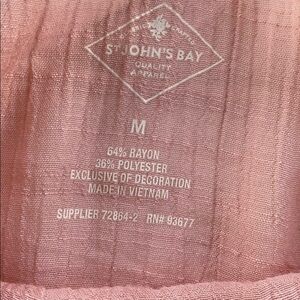 ST JOHN'S BAY
QUALITY
APPAREL
M
64% RAYON
36% POLYESTER
EXCLUSIVE OF DECORATION
MADE IN VIETNAM
SUPPLIER 72864-2 RN# 93677